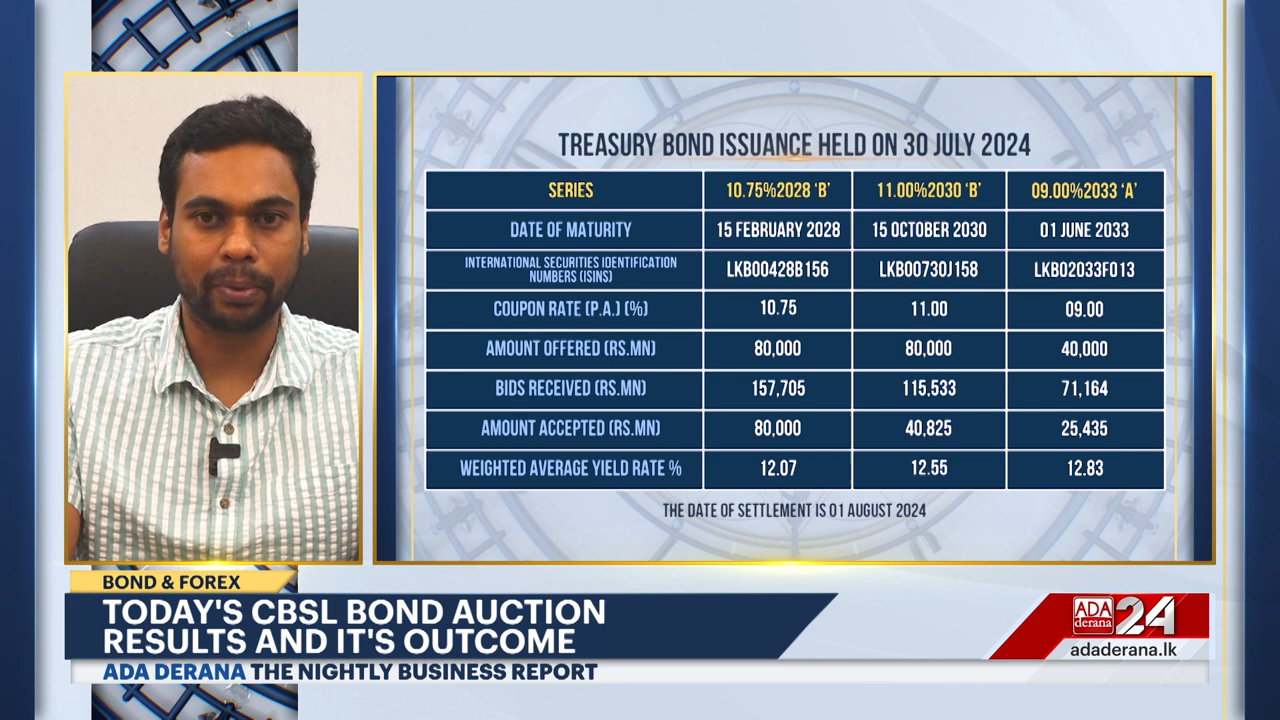 TREASURY BOND ISSUANCE HELD ON 30 JULY 2024
SERIES 10.75%2028 ‘B’ 11.00%2030 ‘B’ 09.00%2033 ‘A’
DATE OF MATURITY 15 FEBRUARY 2028 15 OCTOBER 2030 01 JUNE 2033
INTERNATIONAL SECURITIES IDENTIFICATION
NUMBERS (ISINS) LKB00428B156 LKB00730J158 LKB02033F013
COUPON RATE (P.A.) (%) 10.75 11.00 09.00
AMOUNT OFFERED (RS.MN) 80,000 80,000 40,000
BIDS RECEIVED (RS.MN) 157,705 115,533 71,164
AMOUNT ACCEPTED (RS.MN) 80,000 40,825 25,435
WEIGHTED AVERAGE YIELD RATE % 12.07 12.55 12.83
THE DATE OF SETTLEMENT IS 01 AUGUST 2024
BOND & FOREX
TODAY'S CBSL BOND AUCTION
RESULTS AND IT'S OUTCOME
ADA DERANA THE NIGHTLY BUSINESS REPORT
ADA
derana 24
adaderana.lk